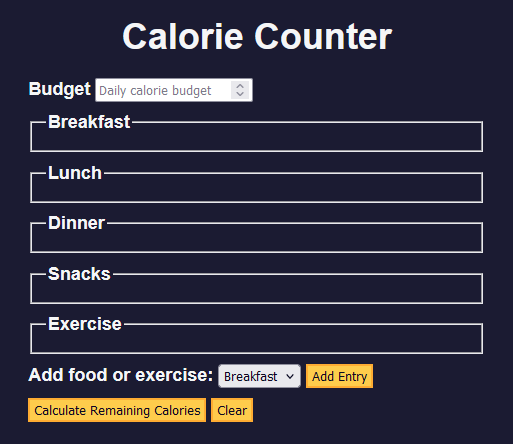 Calorie Counter
Budget Daily calorie budget
Breakfast
Lunch
Dinner
Snacks
Exercise
Add food or exercise: Breakfast Add Entry
Calculate Remaining Calories Clear